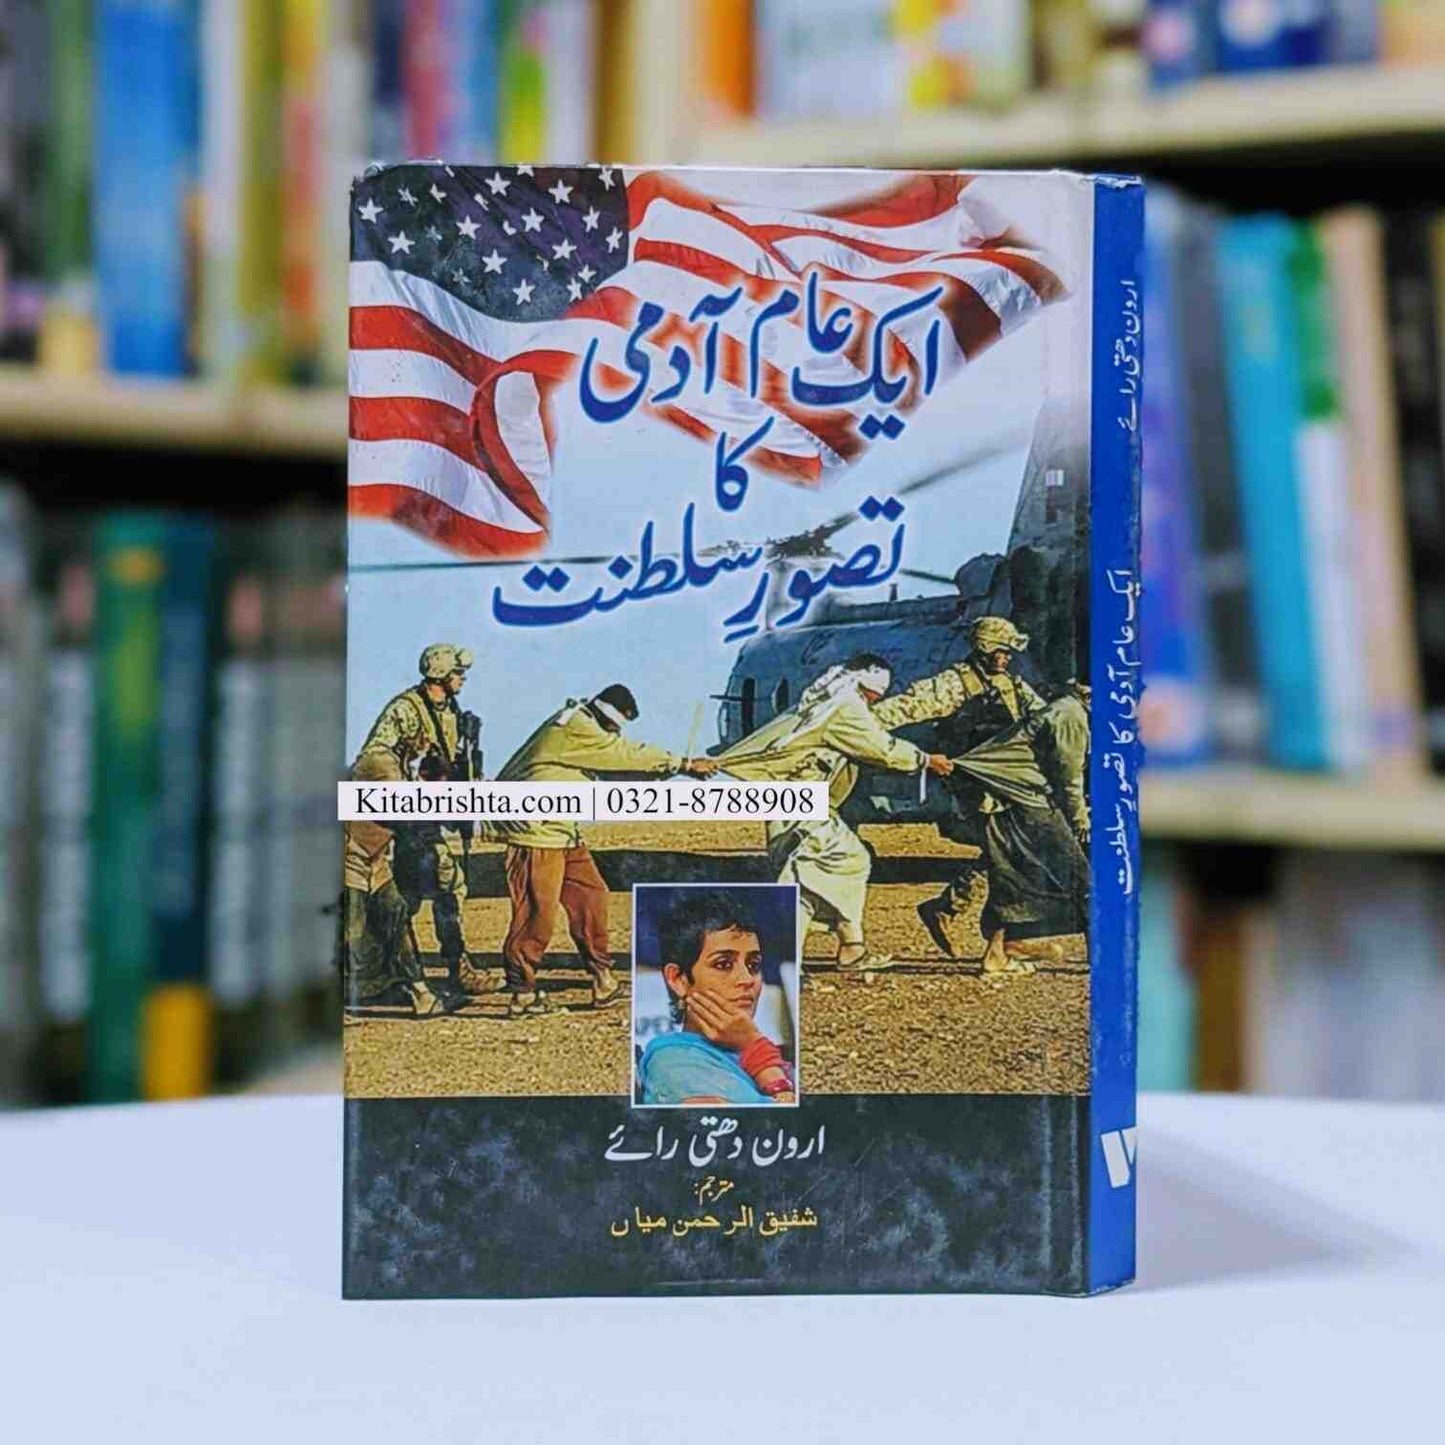 ایک عام آدمی
کا
تصورِ سلطنت
Kitabrishta.com | 0321-8788908
ارون دھتی رائے
مترجم:
شفیق الرحمن میاں
ارون دھتی رائے
ایک عام آدمی کا تصورِ سلطنت